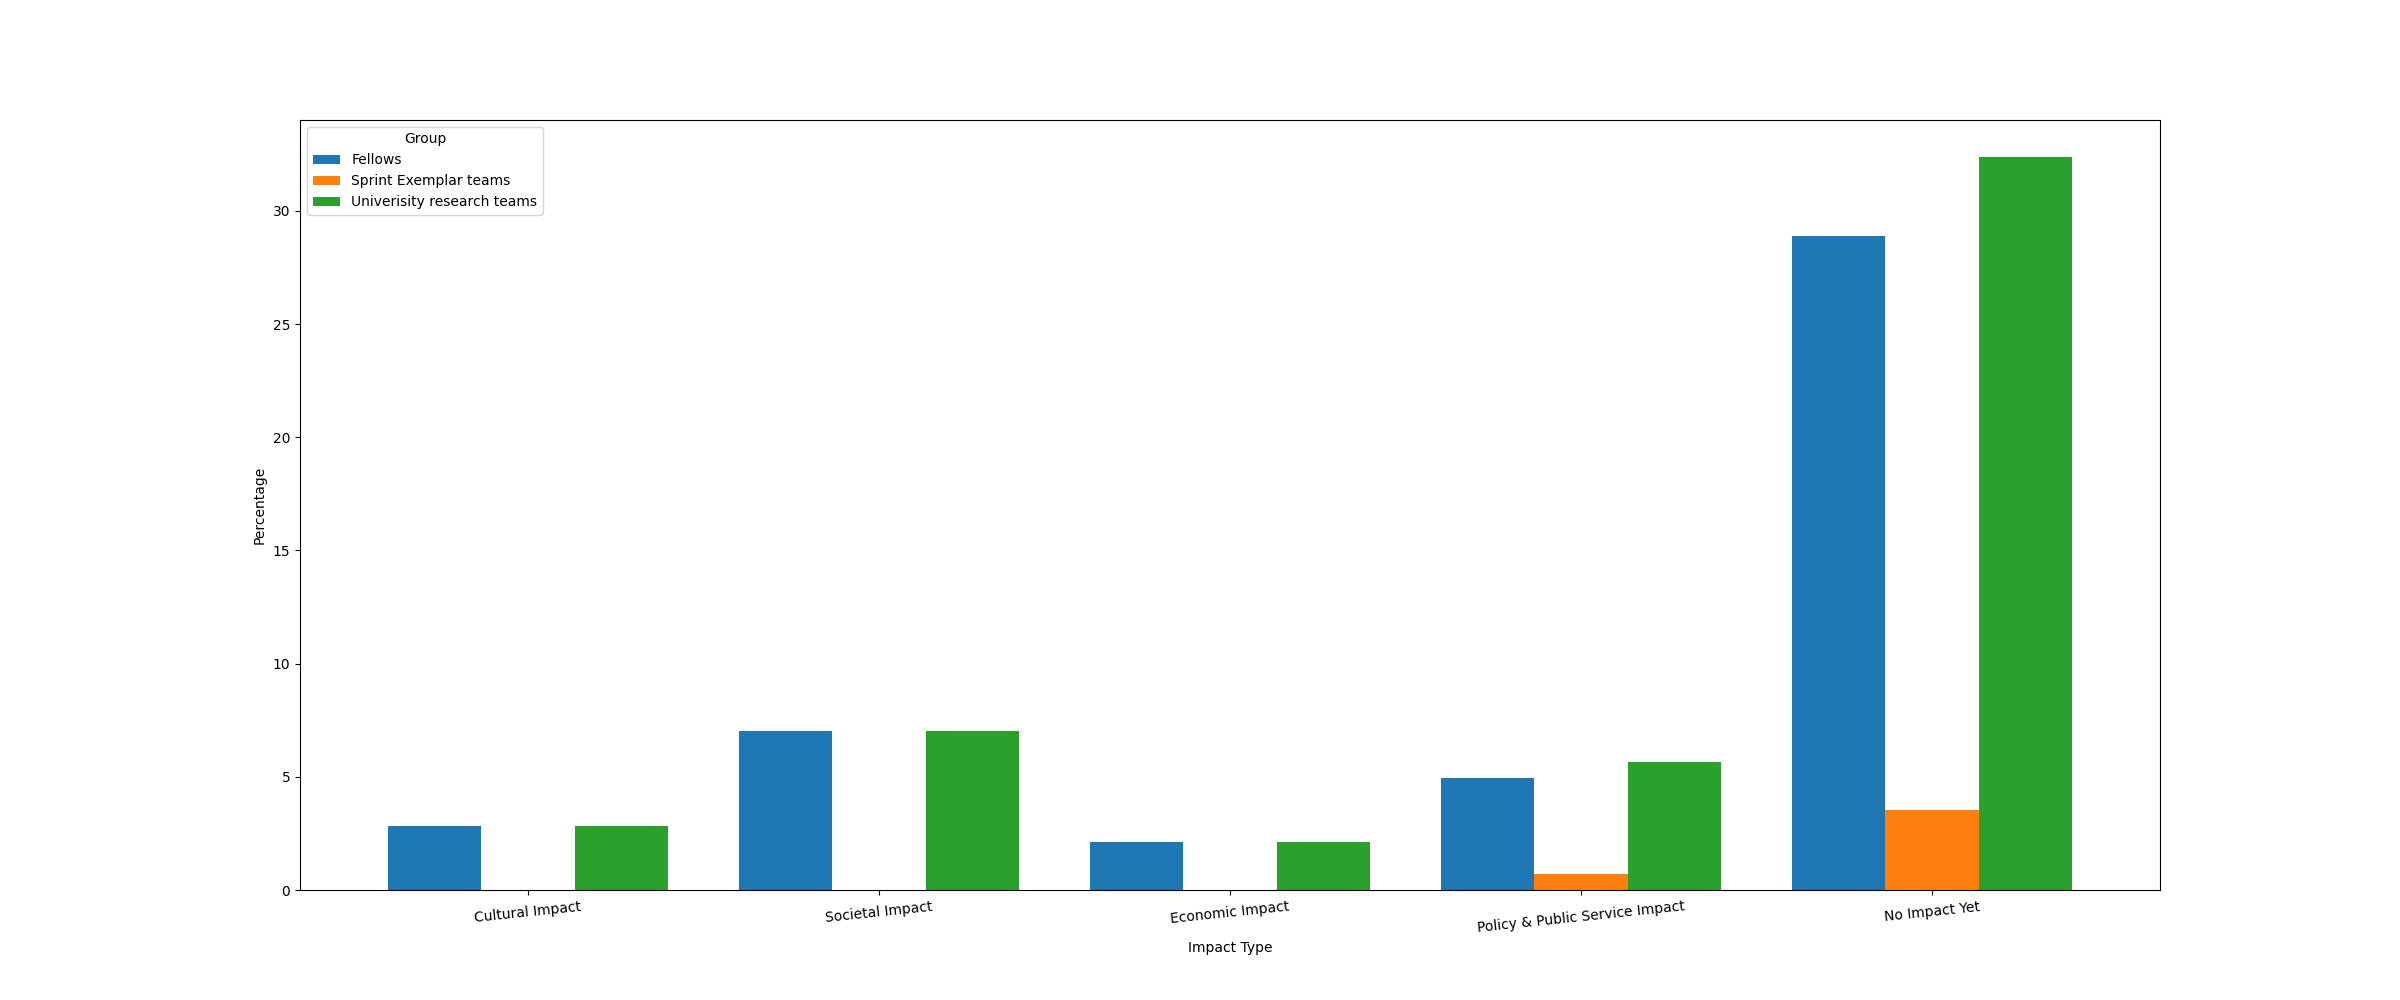 Group
Fellows
Sprint Exemplar teams
Univerisity research teams
30
25
20
15
10
5
0
Percentage
Cultural Impact
Societal Impact
Economic Impact
Policy & Public Service Impact
No Impact Yet
Impact Type